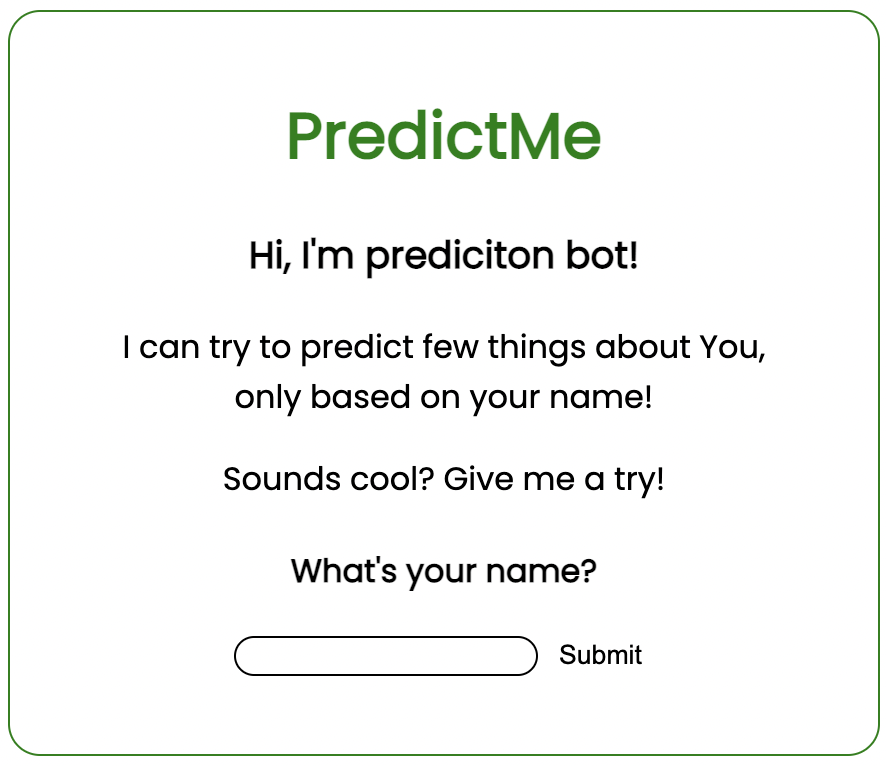 PredictMe
Hi, I'm prediciton bot!
I can try to predict few things about You,
only based on your name!
Sounds cool? Give me a try!
What's your name?
Submit